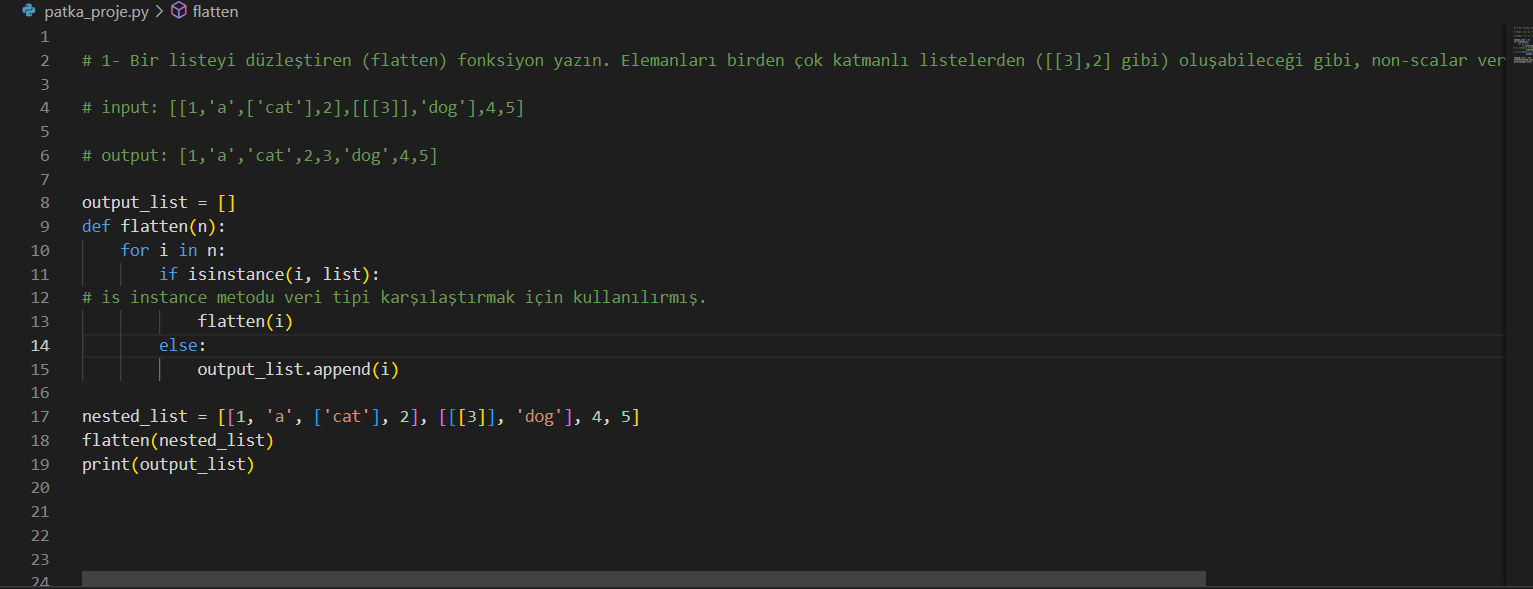 patka_proje.py > flatten
1
2 # 1- Bir listeyi düzleştiren (flatten) fonksiyon yazın. Elemanları birden çok katmanlı listelerden ([[3],2] gibi) oluşabileceği gibi, non-scalar ver
3
4 # input: [[1,'a',['cat'],2],[[[3]],'dog'],4,5]
5
6 # output: [1,'a','cat',2,3,'dog',4,5]
7
8 output_list = []
9 def flatten(n):
10     for i in n:
11         if isinstance(i, list):
12 # is instance metodu veri tipi karşılaştırmak için kullanılırmış.
13             flatten(i)
14         else:
15             output_list.append(i)
16
17 nested_list = [[1, 'a', ['cat'], 2], [[[3]], 'dog'], 4, 5]
18 flatten(nested_list)
19 print(output_list)
20
21
22
23
24